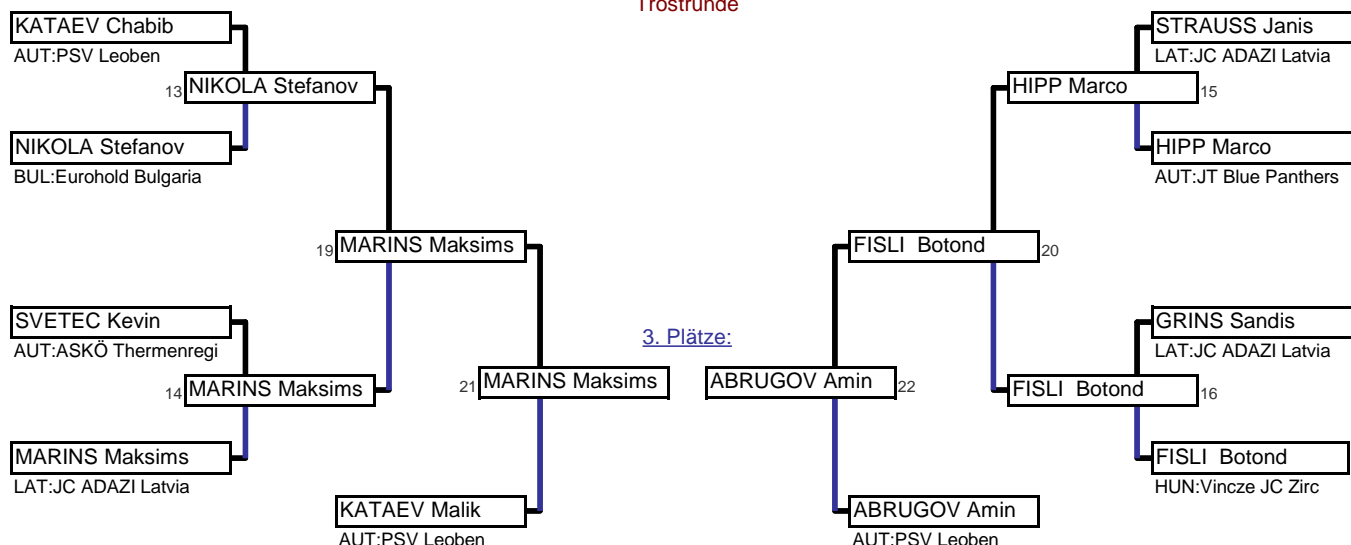 Trostrunde
KATAEV Chabib
AUT:PSV Leoben
13 NIKOLA Stefanov
NIKOLA Stefanov
BUL:Eurohold Bulgaria
19 MARINS Maksims
SVETEC Kevin
AUT:ASKÖ Thermenregi
14 MARINS Maksims
MARINS Maksims
LAT:JC ADAZI Latvia
21 MARINS Maksims
KATAEV Malik
AUT:PSV Leoben
3. Plätze:
STRAUSS Janis
LAT:JC ADAZI Latvia
HIPP Marco 15
HIPP Marco
AUT:JT Blue Panthers
FISLI  Botond 20
GRINS Sandis
LAT:JC ADAZI Latvia
FISLI  Botond 16
FISLI  Botond
HUN:Vincze JC Zirc
ABRUGOV Amin 22
ABRUGOV Amin
AUT:PSV Leoben